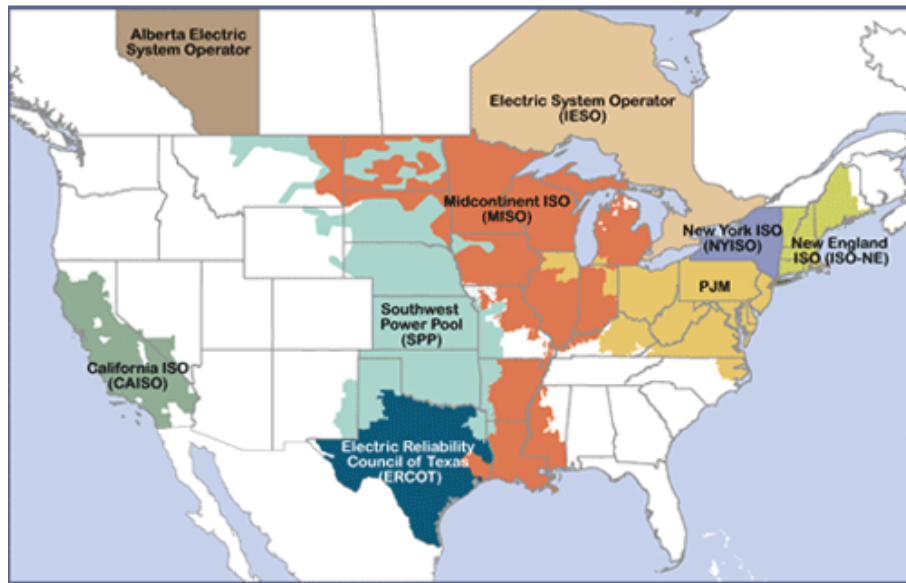 Alberta Electric
System Operator
Electric System Operator
(IESO)
Midcontinent ISO
(MISO)
New York ISO
(NYISO)
New England
ISO (ISO-NE)
PJM
Southwest
Power Pool
(SPP)
California ISO
(CAISO)
Electric Reliability
Council of Texas
(ERCOT)